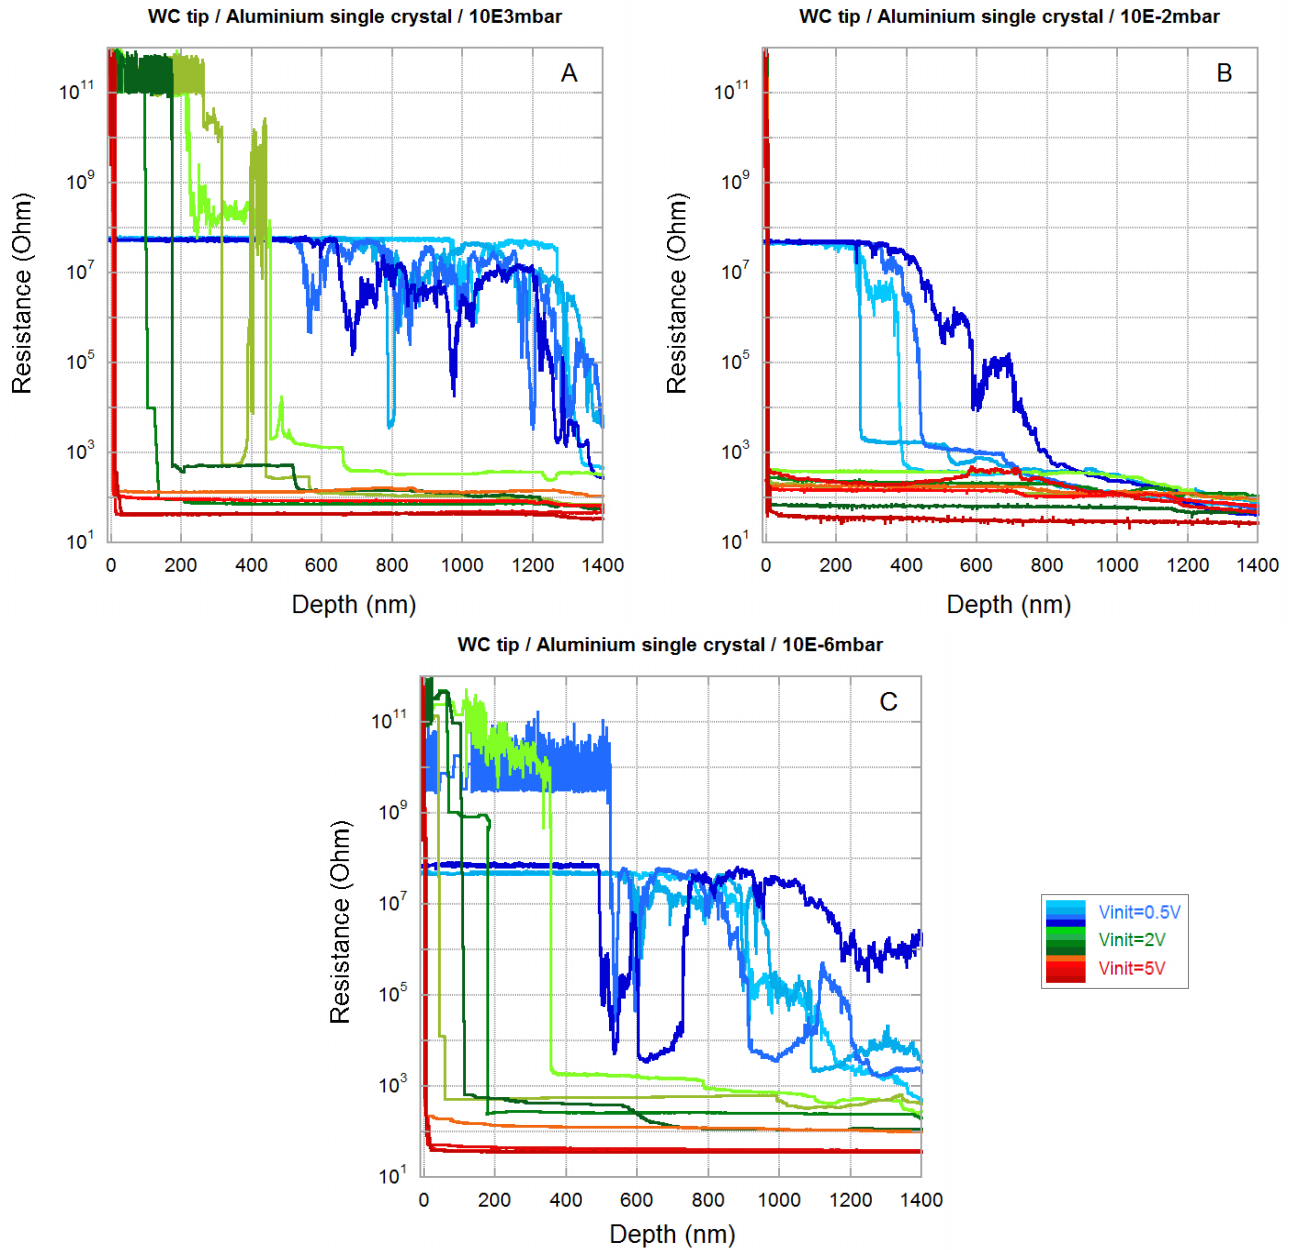 WC tip / Aluminium single crystal / 10E3mbar
A
Resistance (Ohm)
10^11
10^9
10^7
10^5
10^3
10^1
0 200 400 600 800 1000 1200 1400
Depth (nm)
WC tip / Aluminium single crystal / 10E-2mbar
B
Resistance (Ohm)
10^11
10^9
10^7
10^5
10^3
10^1
0 200 400 600 800 1000 1200 1400
Depth (nm)
WC tip / Aluminium single crystal / 10E-6mbar
C
Resistance (Ohm)
10^11
10^9
10^7
10^5
10^3
10^1
0 200 400 600 800 1000 1200 1400
Depth (nm)
Vinit=0.5V
Vinit=2V
Vinit=5V